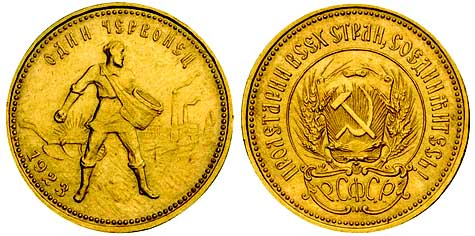 ОДИН ЧЕРВОНЕЦ
1923
ПРОЛЕТАРИИ ВСЕХ СТРАН, СОЕДИНЯЙТЕСЬ!
РСФСР